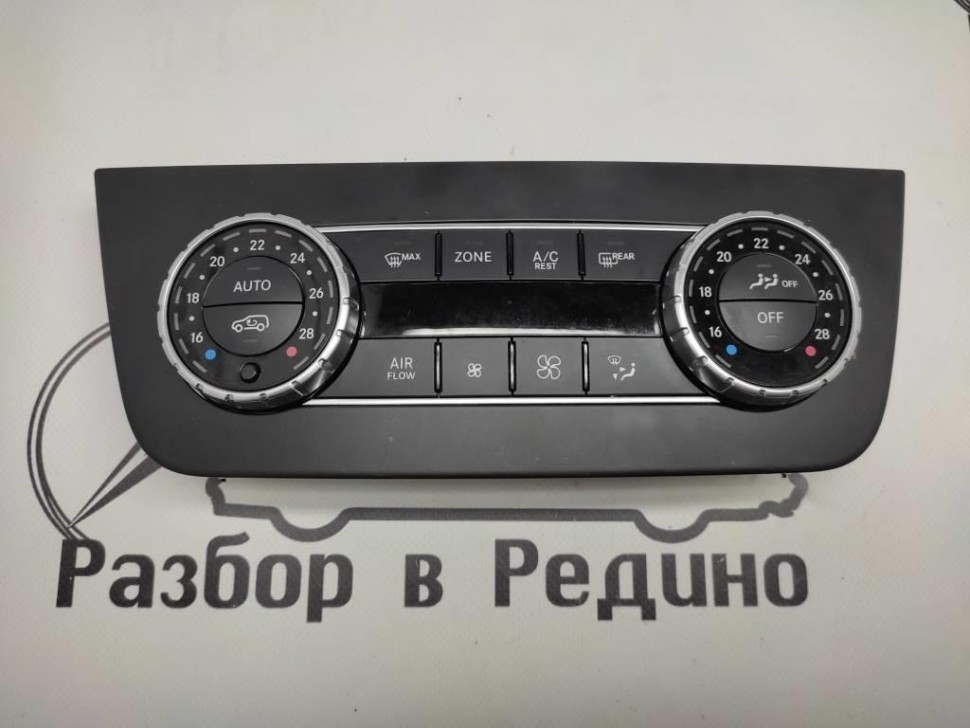 MAX
ZONE
A/C
REST
REAR
16
18
20
22
24
26
28
AUTO
16
18
20
22
24
26
28
OFF
OFF
AIR
FLOW
Разбор в Редино